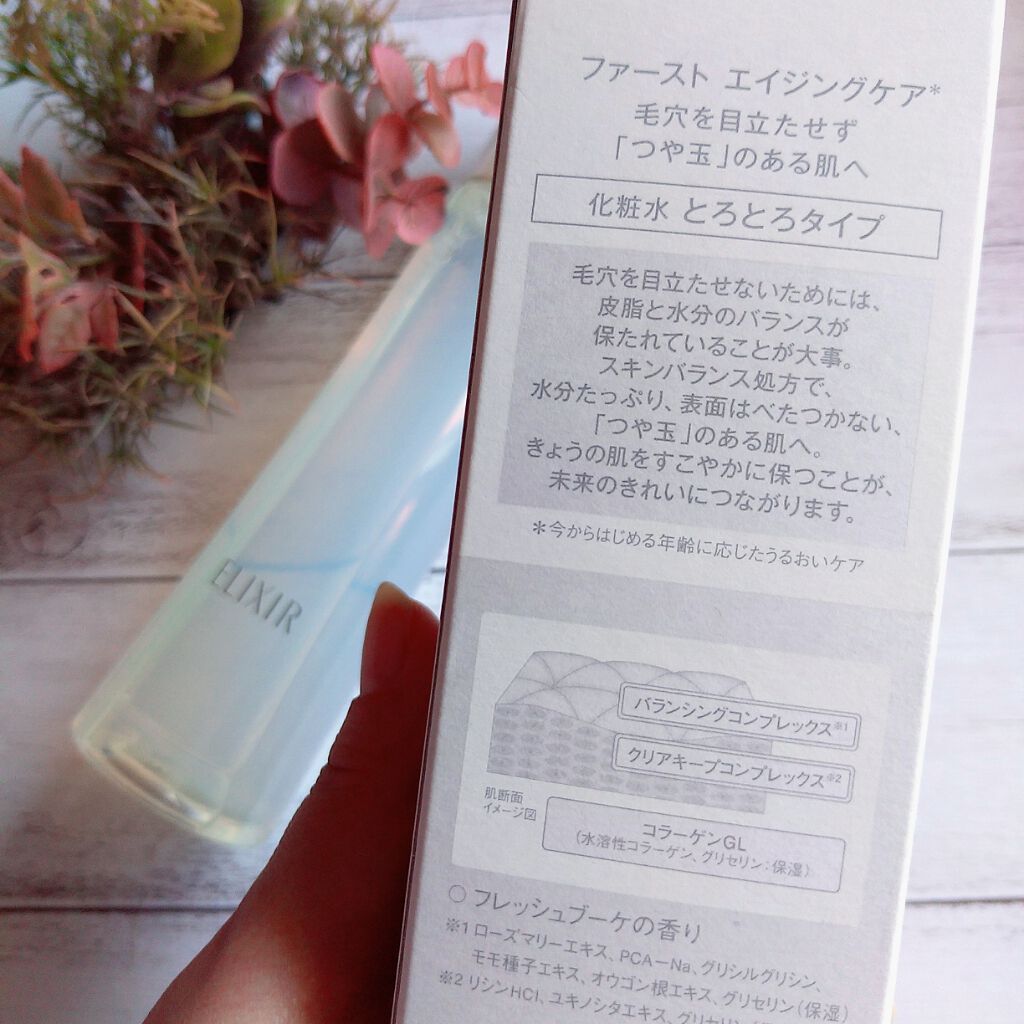 ファースト エイジングケア*
毛穴を目立たせず
「つや玉」のある肌へ
化粧水 とろとろタイプ
毛穴を目立たせないためには、
皮脂と水分のバランスが
保たれていることが大事。
スキンバランス処方で、
水分たっぷり、表面はべたつかない、
「つや玉」のある肌へ。
きょうの肌をすこやかに保つことが、
未来のきれいにつながります。
*今からはじめる年齢に応じたうるおいケア
ELIXIR
バランシングコンプレックス※1
クリアキープコンプレックス※2
肌断面
イメージ図
コラーゲンGL
(水溶性コラーゲン、グリセリン:保湿)
○ フレッシュブーケの香り
※1 ローズマリーエキス、PCA-Na、グリシルグリシン、
モモ種子エキス、オウゴン根エキス、グリセリン(保湿)
※2 リシンHCl、ユキノシタエキス、グリセリン